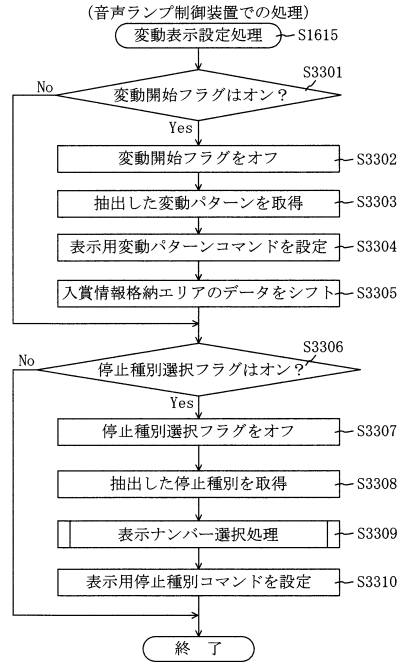 (音声ランプ制御装置での処理)
変動表示設定処理 S1615
S3301
No
変動開始フラグはオン？
Yes
変動開始フラグをオフ S3302
抽出した変動パターンを取得 S3303
表示用変動パターンコマンドを設定 S3304
入賞情報格納エリアのデータをシフト S3305
S3306
No
停止種別選択フラグはオン？
Yes
停止種別選択フラグをオフ S3307
抽出した停止種別を取得 S3308
表示ナンバー選択処理 S3309
表示用停止種別コマンドを設定 S3310
終 了